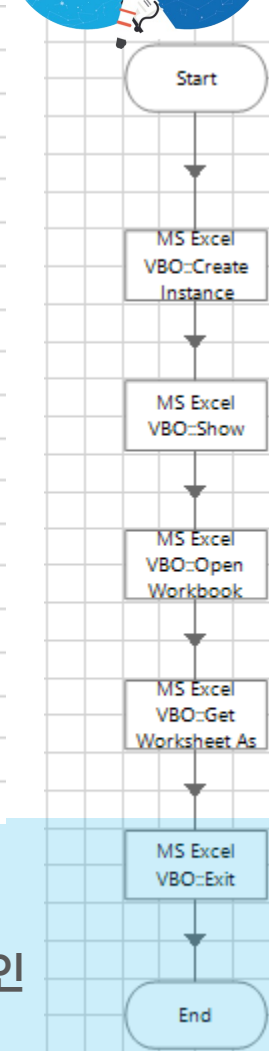 Start
MS Excel
VBO::Create
Instance
MS Excel
VBO::Show
MS Excel
VBO::Open
Workbook
MS Excel
VBO::Get
Worksheet As
MS Excel
VBO::Exit
인
End